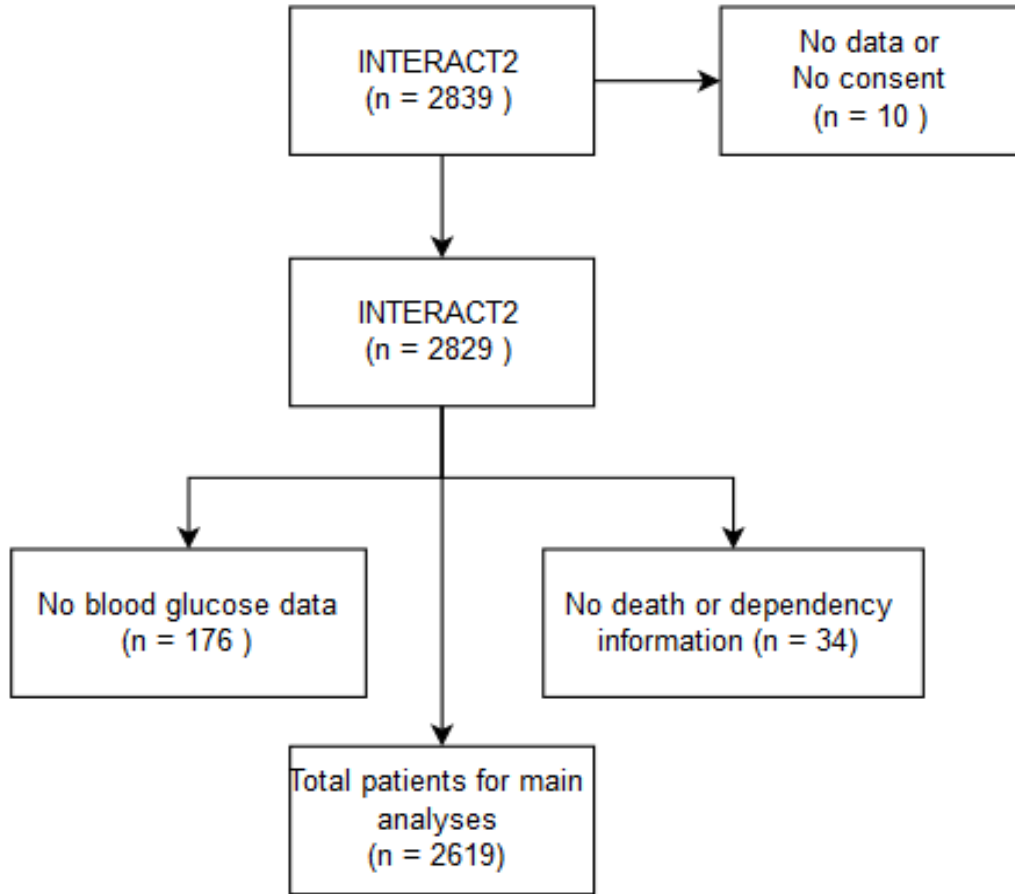 INTERACT2
(n = 2839 )
No data or
No consent
(n = 10 )
INTERACT2
(n = 2829 )
No blood glucose data
(n = 176 )
No death or dependency
information (n = 34)
Total patients for main
analyses
(n = 2619)